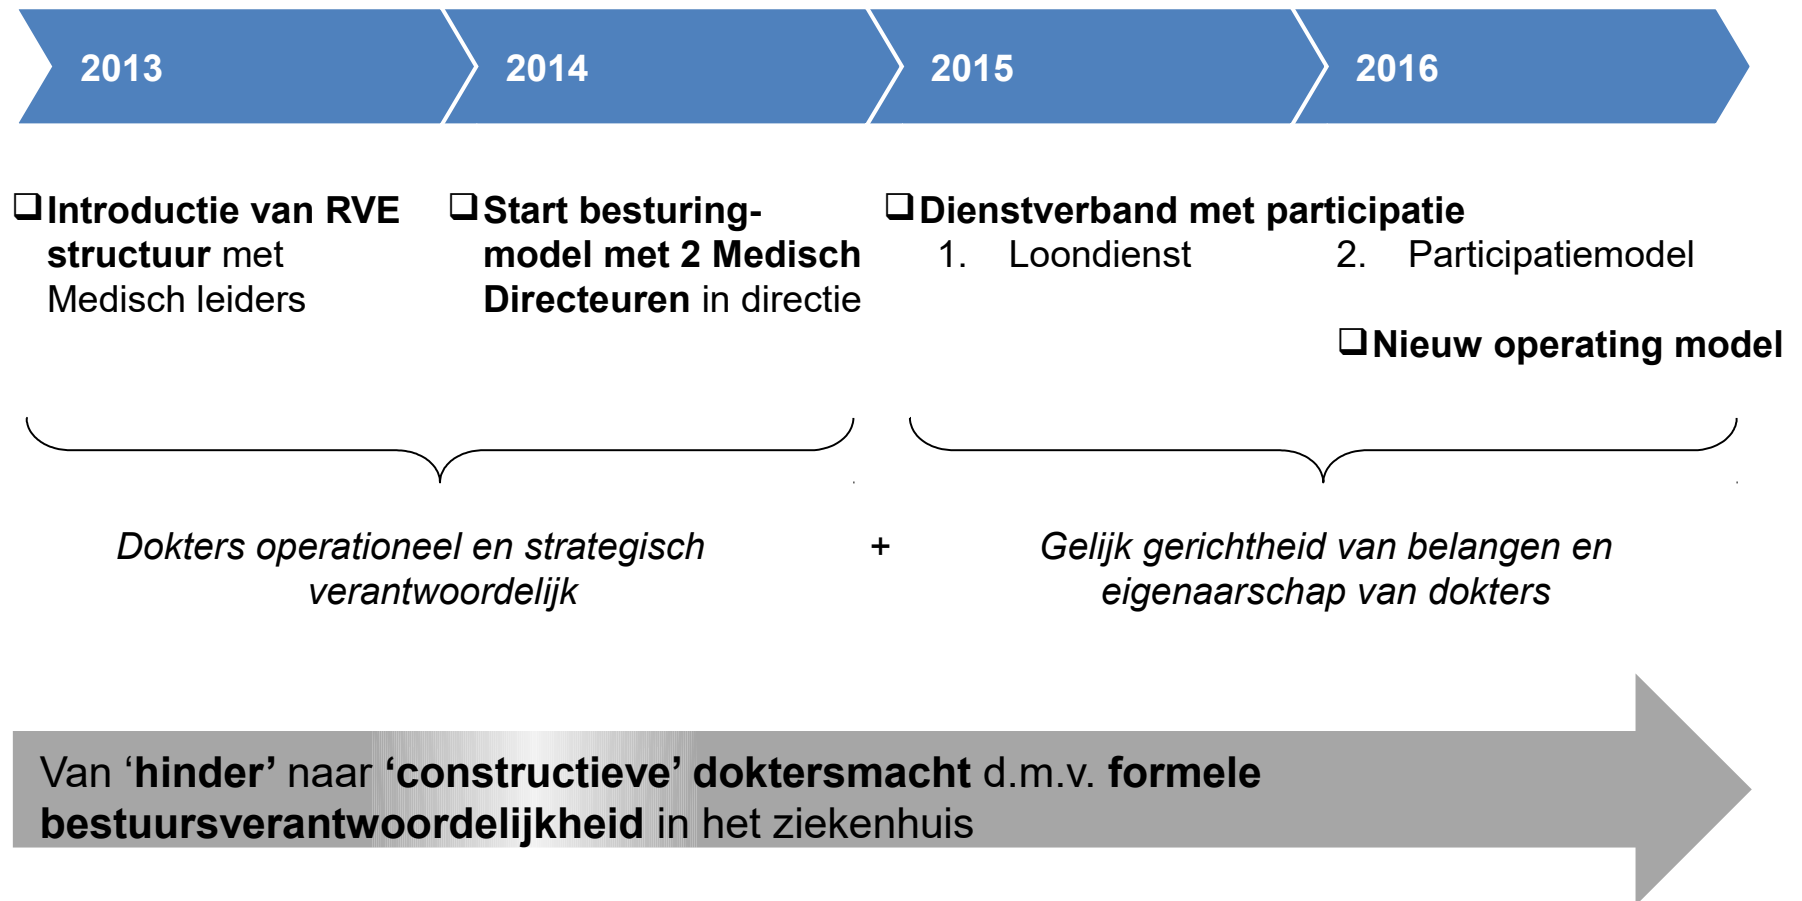 2013
2014
2015
2016
❑Introductie van RVE
structuur met
Medisch leiders
❑Start besturing-
model met 2 Medisch
Directeuren in directie
❑Dienstverband met participatie
1. Loondienst
2. Participatiemodel
❑Nieuw operating model
Dokters operationeel en strategisch
verantwoordelijk
+
Gelijk gerichtheid van belangen en
eigenaarschap van dokters
Van ‘hinder’ naar ‘constructieve’ doktersmacht d.m.v. formele
bestuursverantwoordelijkheid in het ziekenhuis